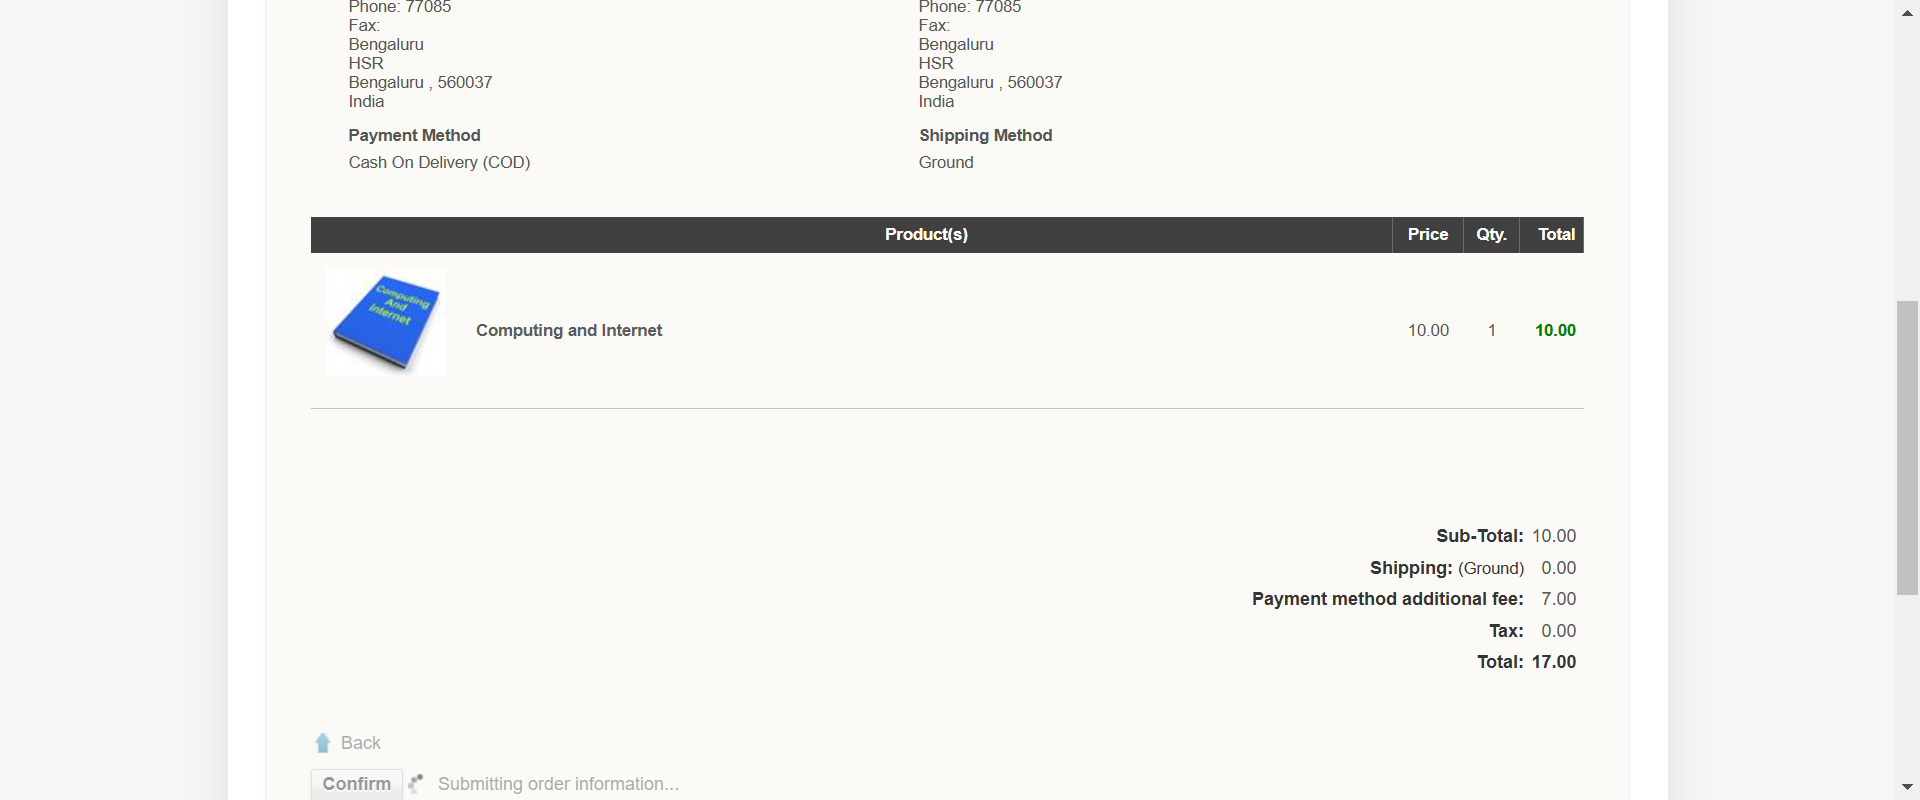 Phone: 77085
Fax:
Bengaluru
HSR
Bengaluru , 560037
India
Payment Method
Cash On Delivery (COD)
Phone: 77085
Fax:
Bengaluru
HSR
Bengaluru , 560037
India
Shipping Method
Ground
Product(s) Price Qty. Total
Computing
And
Internet
Computing and Internet 10.00 1 10.00
Sub-Total: 10.00
Shipping: (Ground) 0.00
Payment method additional fee: 7.00
Tax: 0.00
Total: 17.00
Back
Confirm Submitting order information...